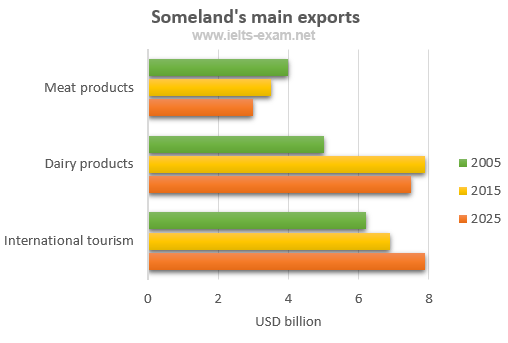 Someland's main exports
www.ielts-exam.net
Meat products
Dairy products
International tourism
2005
2015
2025
0 2 4 6 8
USD billion